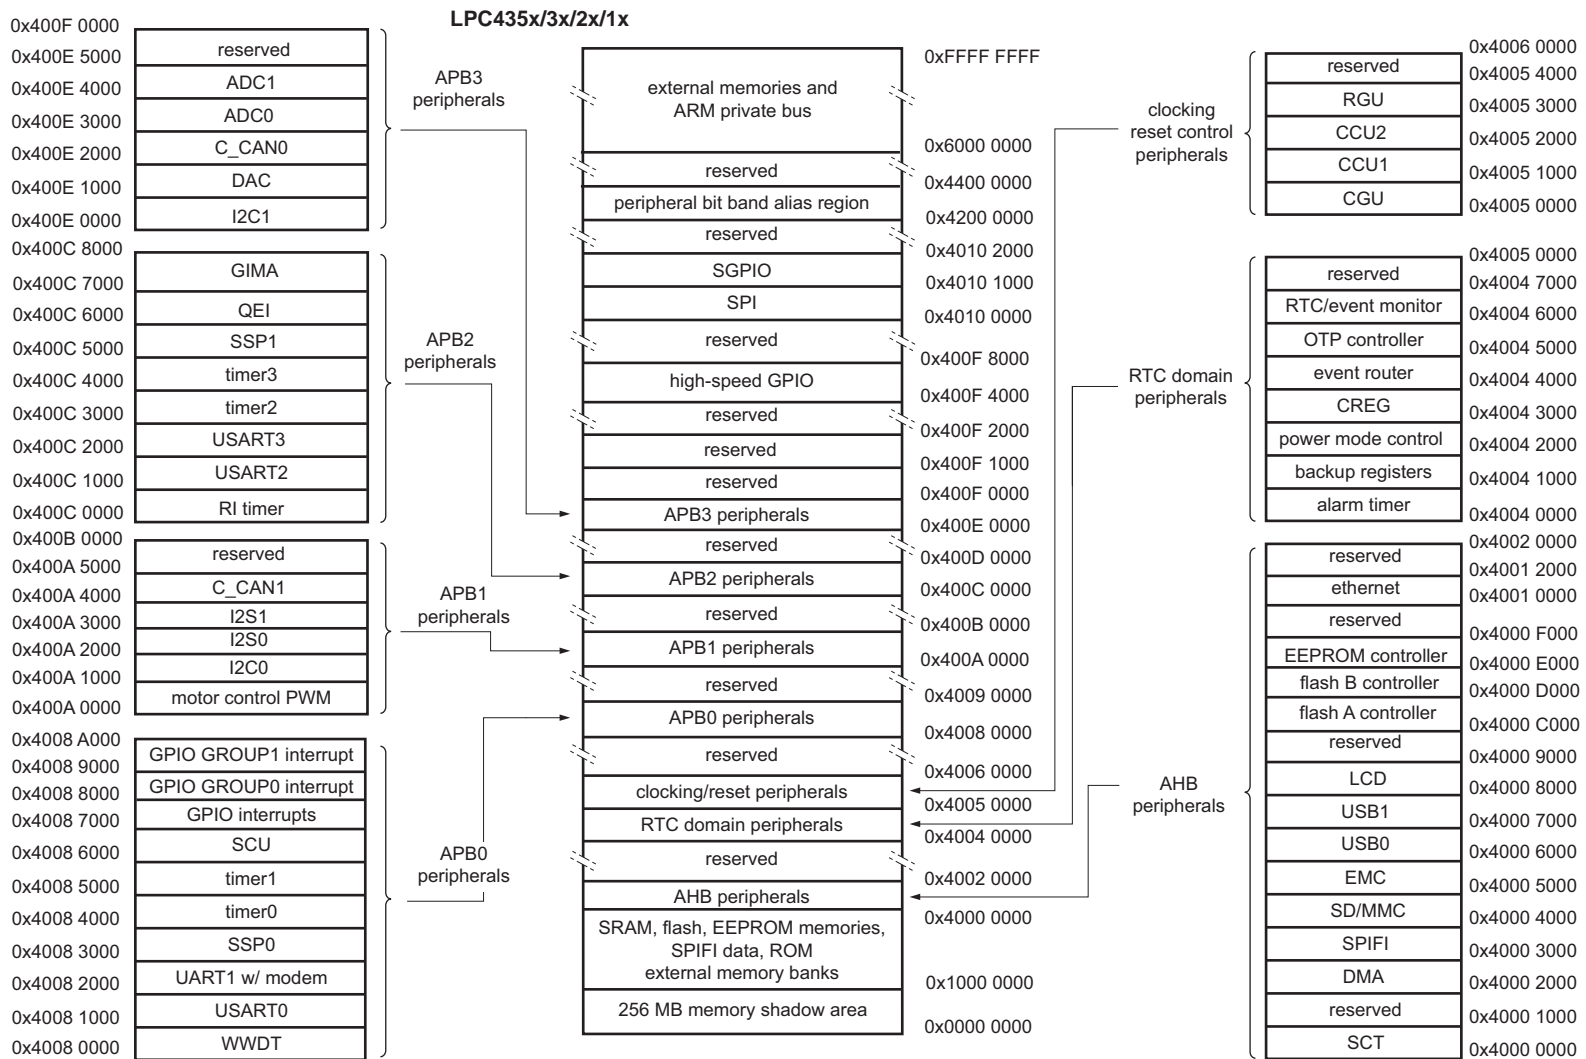 LPC435x/3x/2x/1x
0x400F 0000
reserved
0x400E 5000
ADC1
0x400E 4000
ADC0
0x400E 3000
C_CAN0
0x400E 2000
DAC
0x400E 1000
I2C1
0x400E 0000
APB3
peripherals
0x400C 8000
GIMA
0x400C 7000
QEI
0x400C 6000
SSP1
0x400C 5000
timer3
0x400C 4000
timer2
0x400C 3000
USART3
0x400C 2000
USART2
0x400C 1000
RI timer
0x400C 0000
APB2
peripherals
0x400B 0000
reserved
0x400A 5000
C_CAN1
0x400A 4000
I2S1
0x400A 3000
I2S0
0x400A 2000
I2C0
0x400A 1000
motor control PWM
0x400A 0000
APB1
peripherals
0x4008 A000
GPIO GROUP1 interrupt
0x4008 9000
GPIO GROUP0 interrupt
0x4008 8000
GPIO interrupts
0x4008 7000
SCU
0x4008 6000
timer1
0x4008 5000
timer0
0x4008 4000
SSP0
0x4008 3000
UART1 w/ modem
0x4008 2000
USART0
0x4008 1000
WWDT
0x4008 0000
APB0
peripherals
0xFFFF FFFF
external memories and
ARM private bus
0x6000 0000
reserved
0x4400 0000
peripheral bit band alias region
0x4200 0000
reserved
0x4010 2000
SGPIO
0x4010 1000
SPI
0x4010 0000
reserved
0x400F 8000
high-speed GPIO
0x400F 4000
reserved
0x400F 2000
reserved
0x400F 1000
reserved
0x400F 0000
APB3 peripherals
0x400E 0000
reserved
0x400D 0000
APB2 peripherals
0x400C 0000
reserved
0x400B 0000
APB1 peripherals
0x400A 0000
reserved
0x4009 0000
APB0 peripherals
0x4008 0000
reserved
0x4006 0000
clocking/reset peripherals
0x4005 0000
RTC domain peripherals
0x4004 0000
reserved
0x4002 0000
AHB peripherals
0x4000 0000
SRAM, flash, EEPROM memories,
SPIFI data, ROM
external memory banks
0x1000 0000
256 MB memory shadow area
0x0000 0000
clocking
reset control
peripherals
0x4006 0000
reserved
0x4005 4000
RGU
0x4005 3000
CCU2
0x4005 2000
CCU1
0x4005 1000
CGU
0x4005 0000
RTC domain
peripherals
0x4005 0000
reserved
0x4004 7000
RTC/event monitor
0x4004 6000
OTP controller
0x4004 5000
event router
0x4004 4000
CREG
0x4004 3000
power mode control
0x4004 2000
backup registers
0x4004 1000
alarm timer
0x4004 0000
AHB
peripherals
0x4002 0000
reserved
0x4001 2000
ethernet
0x4001 0000
reserved
0x4000 F000
EEPROM controller
0x4000 E000
flash B controller
0x4000 D000
flash A controller
0x4000 C000
reserved
0x4000 9000
LCD
0x4000 8000
USB1
0x4000 7000
USB0
0x4000 6000
EMC
0x4000 5000
SD/MMC
0x4000 4000
SPIFI
0x4000 3000
DMA
0x4000 2000
reserved
0x4000 1000
SCT
0x4000 0000